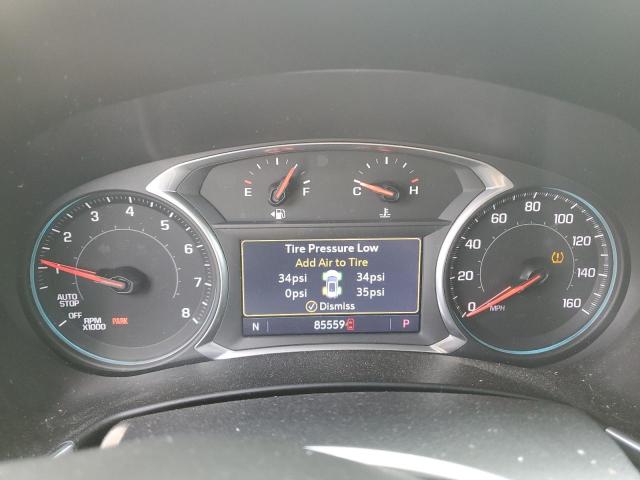 E F
C H
1 2 3 4 5 6 7 8
AUTO
STOP
OFF
RPM
X1000
PARK
Tire Pressure Low
Add Air to Tire
34psi 34psi
0psi 35psi
Dismiss
N 85559 P
0 20 40 60 80 100 120 140 160
MPH